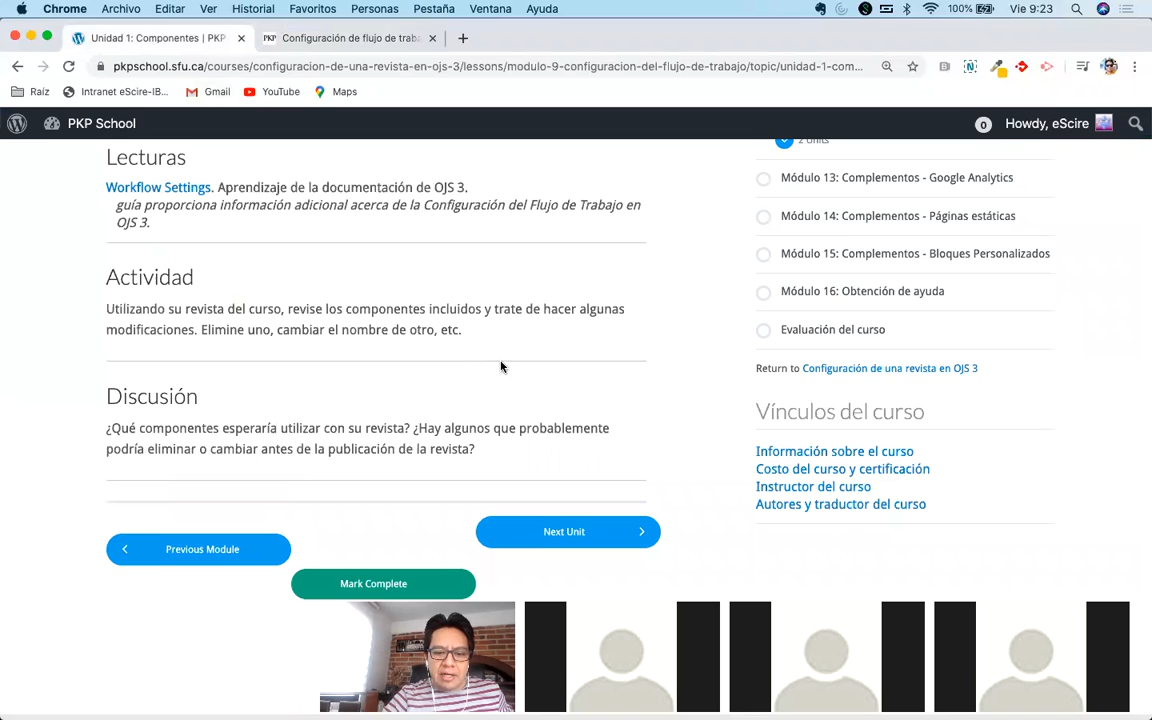 Chrome Archivo Editar Ver Historial Favoritos Personas Pestaña Ventana Ayuda 100% Vie 9:23
Unidad 1: Componentes | PKP × Configuración de flujo de trab ×
pkpschool.sfu.ca/courses/configuracion-de-una-revista-en-ojs-3/lessons/modulo-9-configuracion-del-flujo-de-trabajo/topic/unidad-1-com...
Raíz Intranet eScire-IB... Gmail YouTube Maps
PKP School 0 Howdy, eScire
Lecturas
Workflow Settings. Aprendizaje de la documentación de OJS 3.
guía proporciona información adicional acerca de la Configuración del Flujo de Trabajo en
OJS 3.
Actividad
Utilizando su revista del curso, revise los componentes incluidos y trate de hacer algunas
modificaciones. Elimine uno, cambiar el nombre de otro, etc.
Discusión
¿Qué componentes esperaría utilizar con su revista? ¿Hay algunos que probablemente
podría eliminar o cambiar antes de la publicación de la revista?
Next Unit
Previous Module
Mark Complete
2 Units
Módulo 13: Complementos - Google Analytics
Módulo 14: Complementos - Páginas estáticas
Módulo 15: Complementos - Bloques Personalizados
Módulo 16: Obtención de ayuda
Evaluación del curso
Return to Configuración de una revista en OJS 3
Vínculos del curso
Información sobre el curso
Costo del curso y certificación
Instructor del curso
Autores y traductor del curso